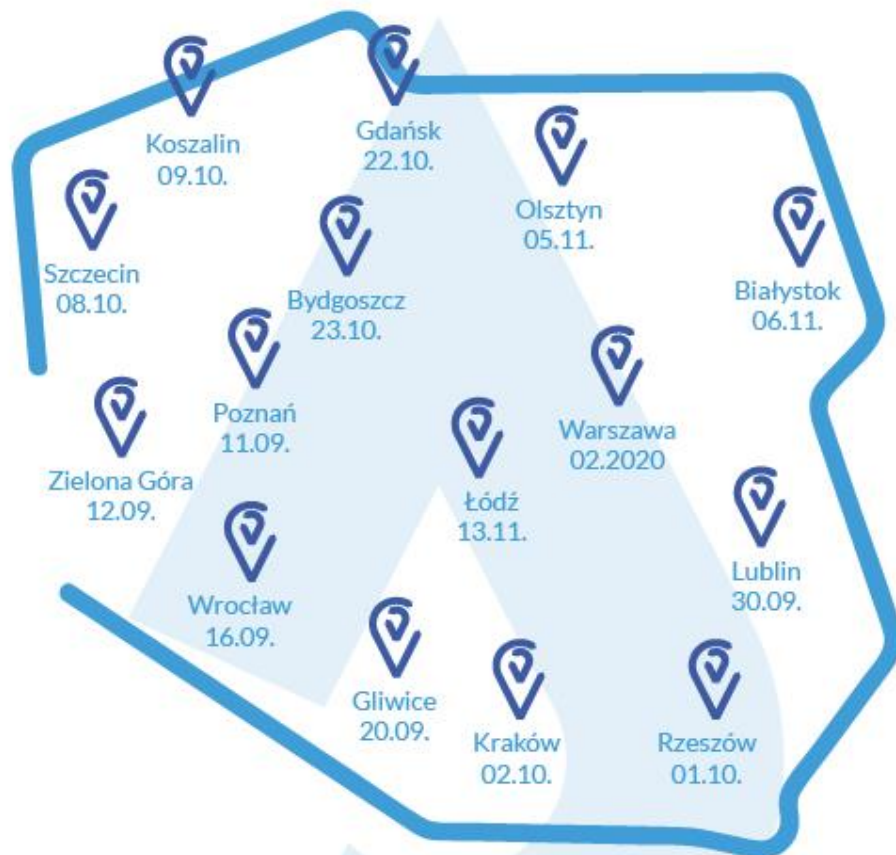 Koszalin
09.10.
Gdańsk
22.10.
Olsztyn
05.11.
Szczecin
08.10.
Bydgoszcz
23.10.
Białystok
06.11.
Poznań
11.09.
Warszawa
02.2020
Zielona Góra
12.09.
Łódź
13.11.
Lublin
30.09.
Wrocław
16.09.
Gliwice
20.09.
Kraków
02.10.
Rzeszów
01.10.